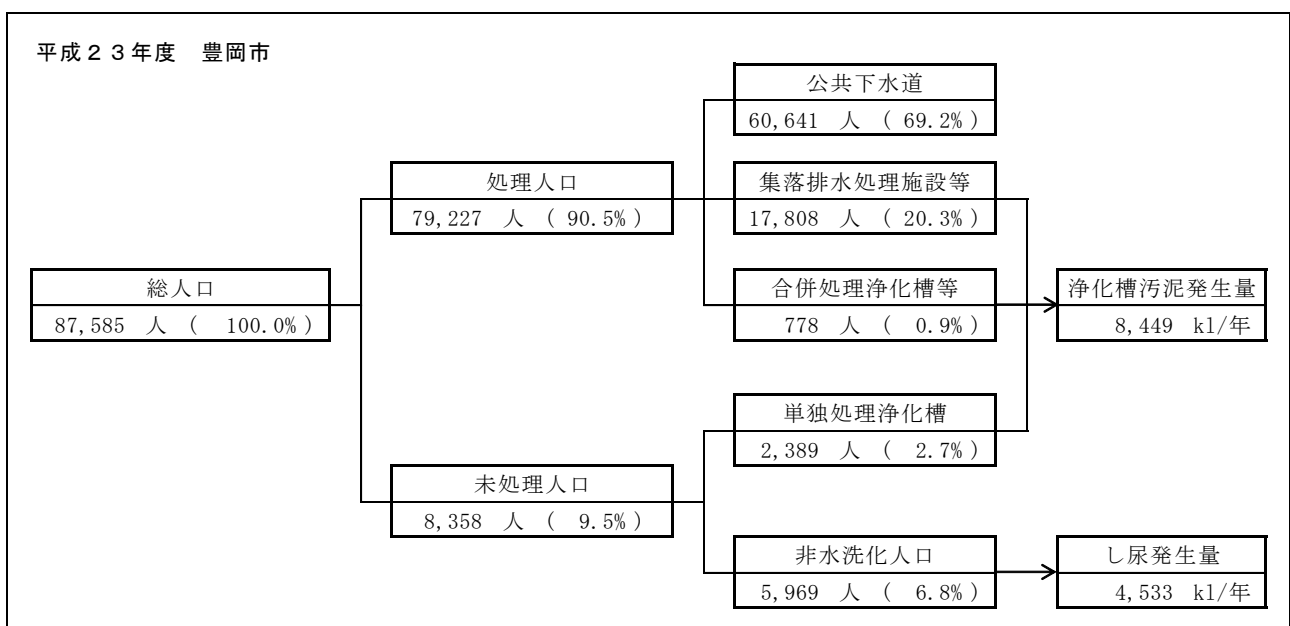 平成23年度　豊岡市
公共下水道
60,641 人 ( 69.2%)
処理人口
79,227 人 ( 90.5%)
集落排水処理施設等
17,808 人 ( 20.3%)
総人口
87,585 人 ( 100.0%)
合併処理浄化槽等
778 人 ( 0.9%)
浄化槽汚泥発生量
8,449 kl/年
単独処理浄化槽
2,389 人 ( 2.7%)
未処理人口
8,358 人 ( 9.5%)
非水洗化人口
5,969 人 ( 6.8%)
し尿発生量
4,533 kl/年